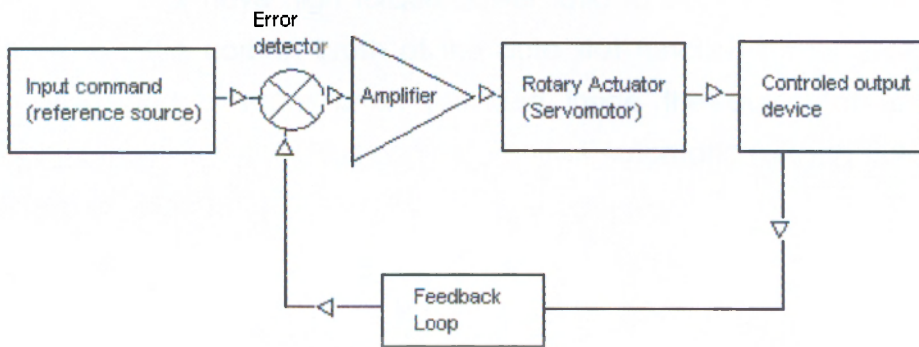 Error
detector
Input command
(reference source)
Amplifier
Rotary Actuator
(Servomotor)
Controled output
device
Feedback
Loop